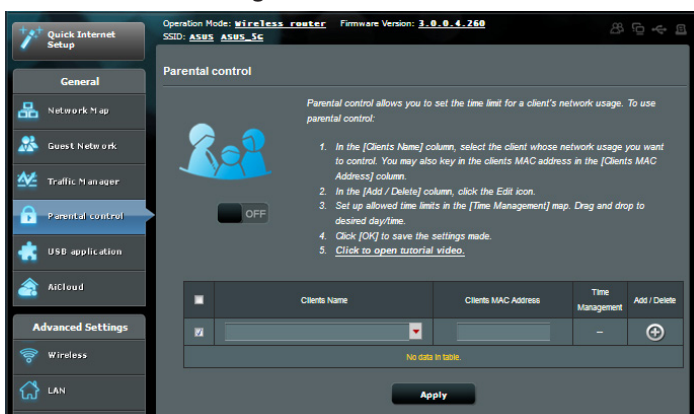 Operation Mode: Wireless router Firmware Version: 3.0.0.4.260
SSID: ASUS ASUS_5G
Quick Internet
Setup
General
Network Map
Guest Network
Traffic Manager
Parental control
USB application
AiCloud
Advanced Settings
Wireless
LAN
Parental control
Parental control allows you to set the time limit for a client's network usage. To use
parental control:
1. In the [Clients Name] column, select the client whose network usage you want
to control. You may also key in the clients MAC address in the [Clients MAC
Address] column.
2. In the [Add / Delete] column, click the Edit icon.
3. Set up allowed time limits in the [Time Management] map. Drag and drop to
desired day/time.
4. Click [OK] to save the settings made.
5. Click to open tutorial video.
OFF
Clients Name Clients MAC Address Time Management Add / Delete
–
No data in table.
Apply